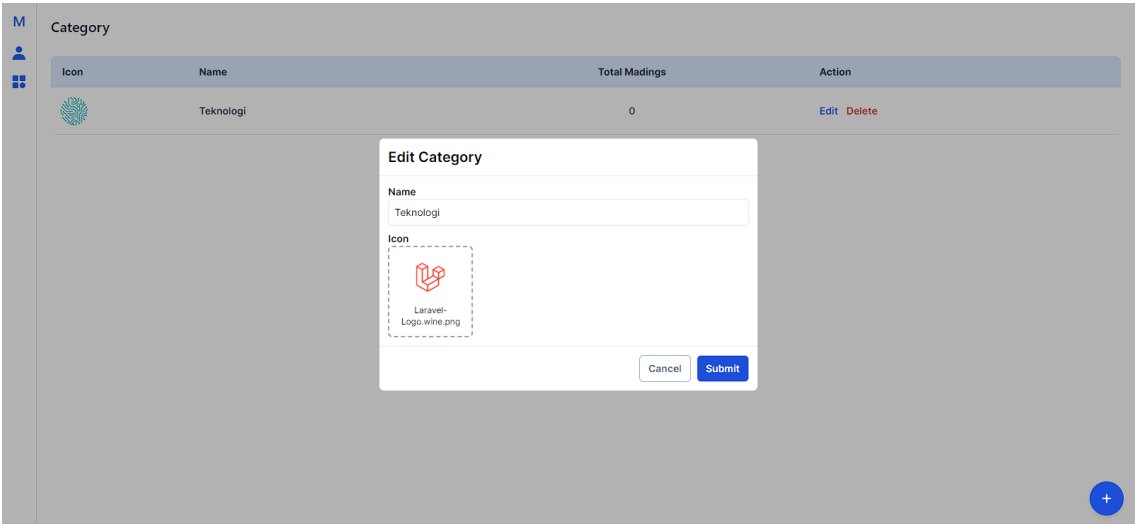 M
Category
Icon Name Total Madings Action
Teknologi 0 Edit Delete
Edit Category
Name
Teknologi
Icon
Laravel-
Logo.wine.png
Cancel Submit
+